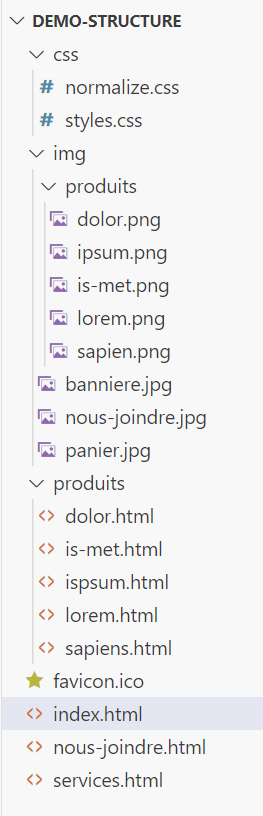 DEMO-STRUCTURE
css
normalize.css
styles.css
img
produits
dolor.png
ipsum.png
is-met.png
lorem.png
sapien.png
banniere.jpg
nous-joindre.jpg
panier.jpg
produits
dolor.html
is-met.html
ispsum.html
lorem.html
sapiens.html
favicon.ico
index.html
nous-joindre.html
services.html